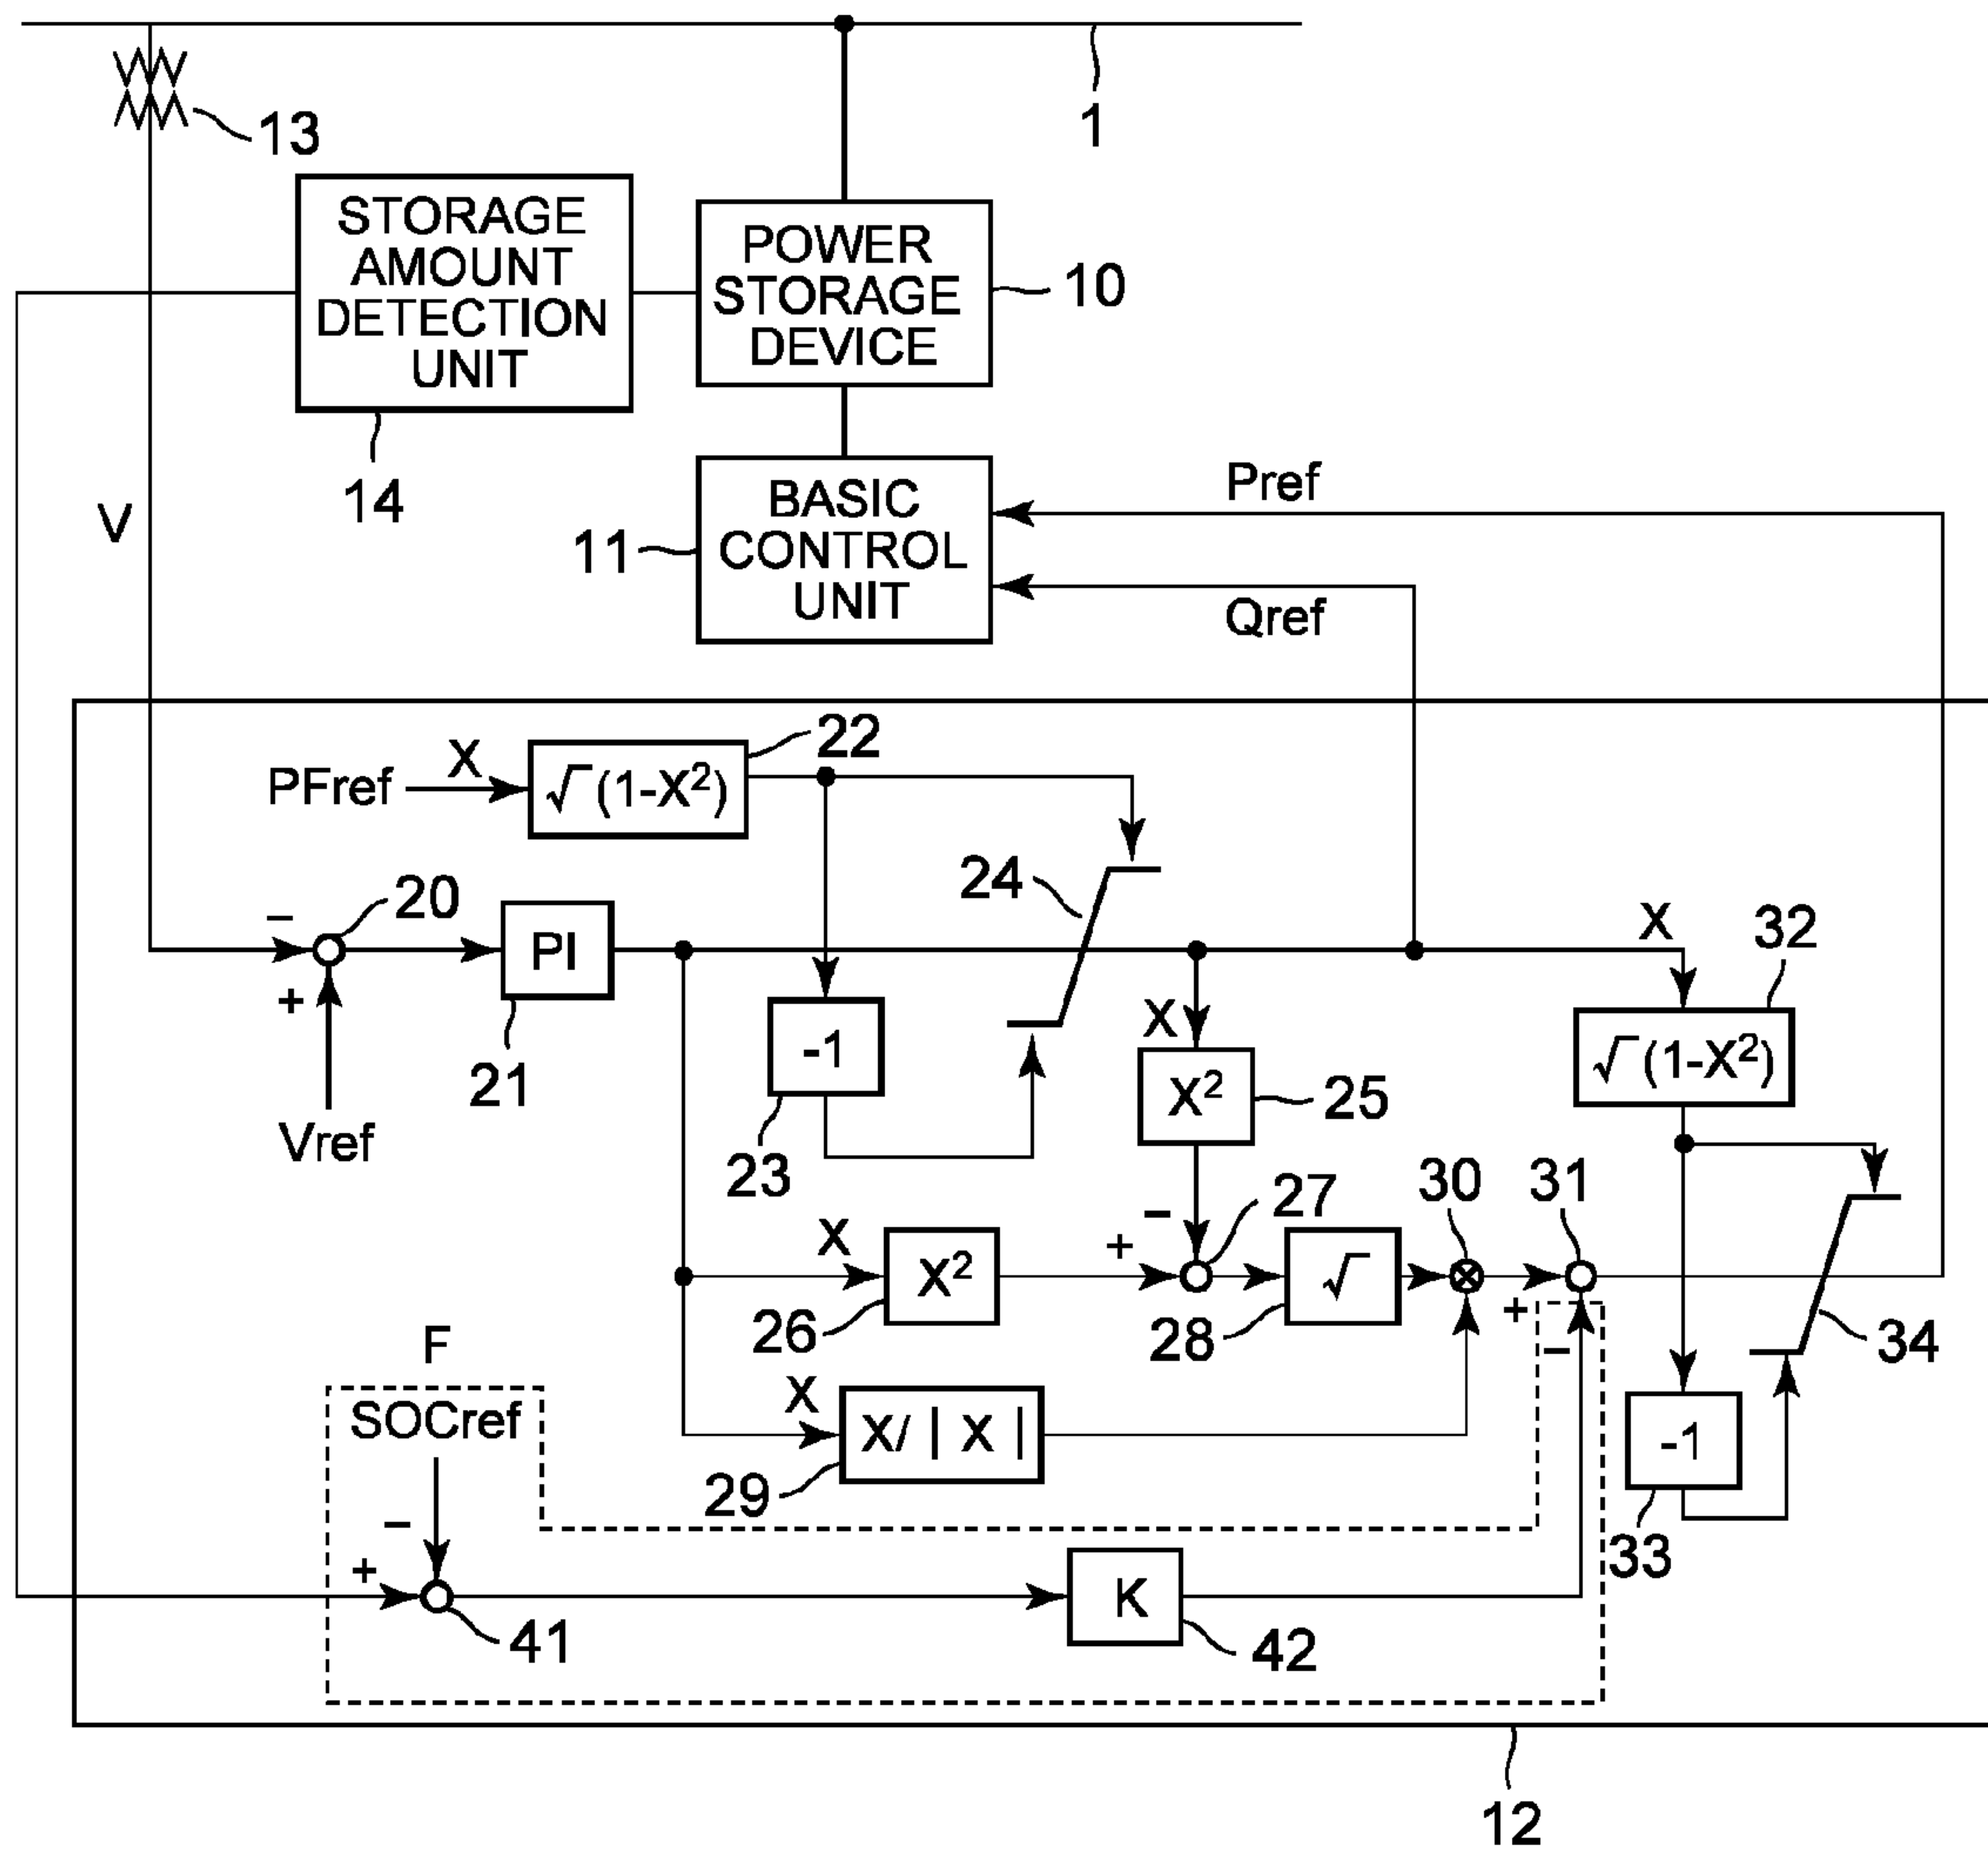 1
13
STORAGE
AMOUNT
DETECTION
UNIT
14
POWER
STORAGE
DEVICE
10
V
BASIC
CONTROL
UNIT
11
Pref
Qref
PFref
X
√(1-X²)
22
20
−
+
Vref
PI
21
-1
23
24
X
X²
25
X
√(1-X²)
32
X
X²
26
+
−
27
√
28
30
31
+
−
X
X/|X|
29
-1
33
34
F
SOCref
−
+
41
K
42
12